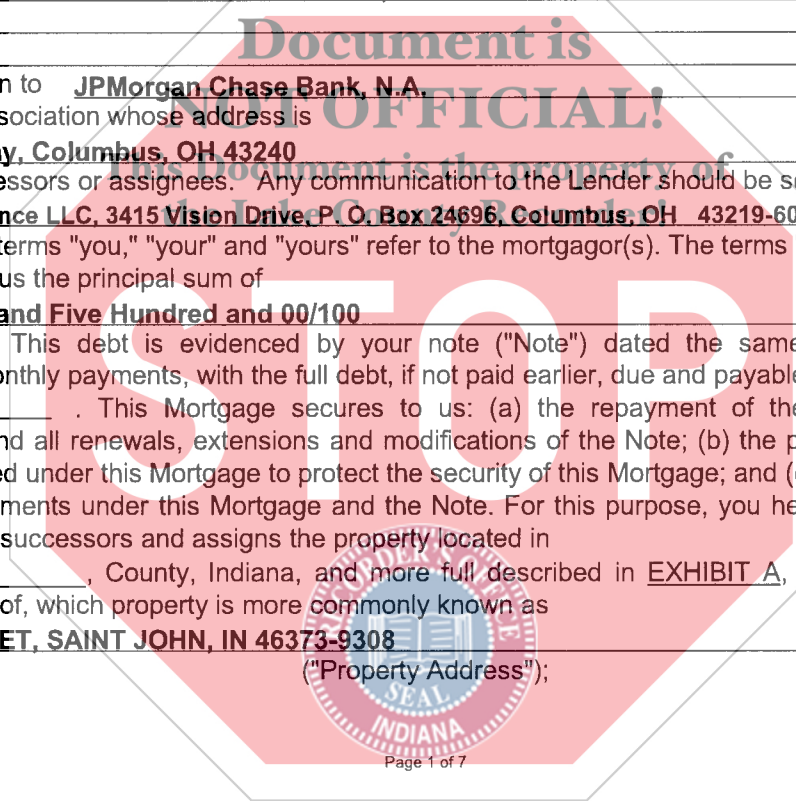 Document is
n to JPMorgan Chase Bank, N.A.
NOT OFFICIAL!
sociation whose address is
y, Columbus, OH 43240
This Document is the property of
essors or assignees. Any communication to the Lender should be s
the Lake County Recorder!
nce LLC, 3415 Vision Drive, P. O. Box 24696, Columbus, OH 43219-60
terms "you," "your" and "yours" refer to the mortgagor(s). The terms
us the principal sum of
and Five Hundred and 00/100
STOP
This debt is evidenced by your note ("Note") dated the same
onthly payments, with the full debt, if not paid earlier, due and payable
. This Mortgage secures to us: (a) the repayment of the
nd all renewals, extensions and modifications of the Note; (b) the p
ed under this Mortgage to protect the security of this Mortgage; and (
ments under this Mortgage and the Note. For this purpose, you he
successors and assigns the property located in
, County, Indiana, and more full described in EXHIBIT A,
of, which property is more commonly known as
ET, SAINT JOHN, IN 46373-9308
("Property Address");
RECORDER'S OFFICE
SEAL
INDIANA
Page 1 of 7